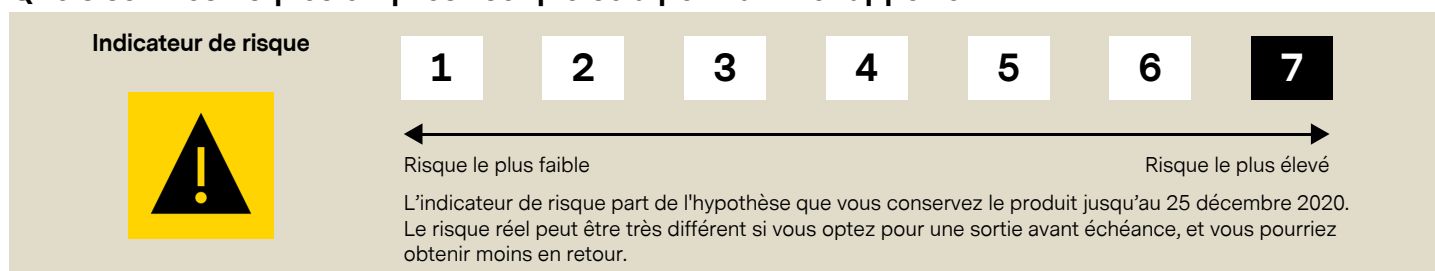 Indicateur de risque
1 2 3 4 5 6 7
Risque le plus faible
Risque le plus élevé
L’indicateur de risque part de l'hypothèse que vous conservez le produit jusqu’au 25 décembre 2020.
Le risque réel peut être très différent si vous optez pour une sortie avant échéance, et vous pourriez
obtenir moins en retour.